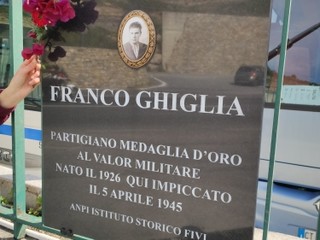 FRANCO GHIGLIA
PARTIGIANO MEDAGLIA D'ORO
AL VALOR MILITARE
NATO IL 1926 QUI IMPICCATO
IL 5 APRILE 1945
ANPI ISTITUTO STORICO FIVL